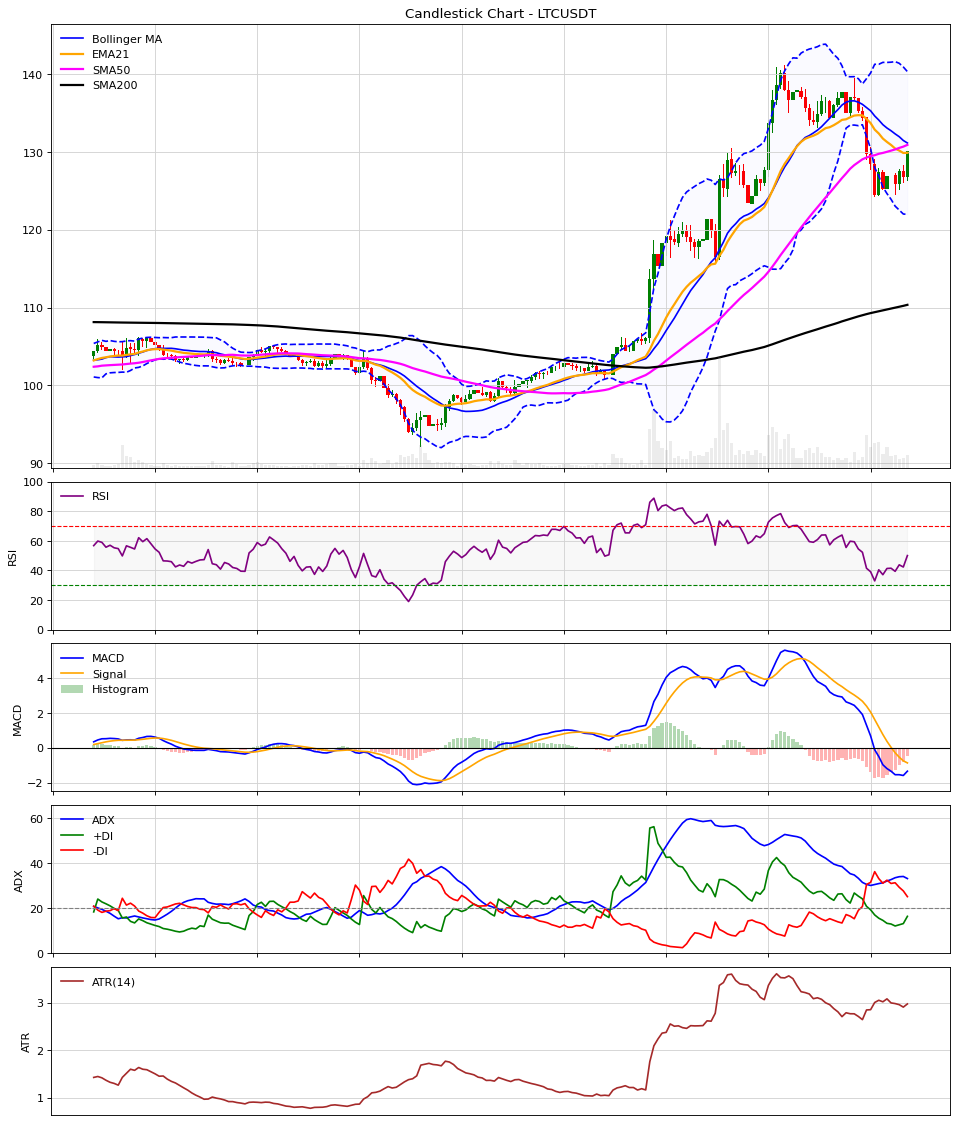 Candlestick Chart - LTCUSDT
Bollinger MA
EMA21
SMA50
SMA200
140
130
120
110
100
90
RSI
100
80
60
40
20
0
RSI
MACD
Signal
Histogram
4
2
0
−2
MACD
ADX
+DI
-DI
60
40
20
0
ADX
ATR(14)
3
2
1
ATR